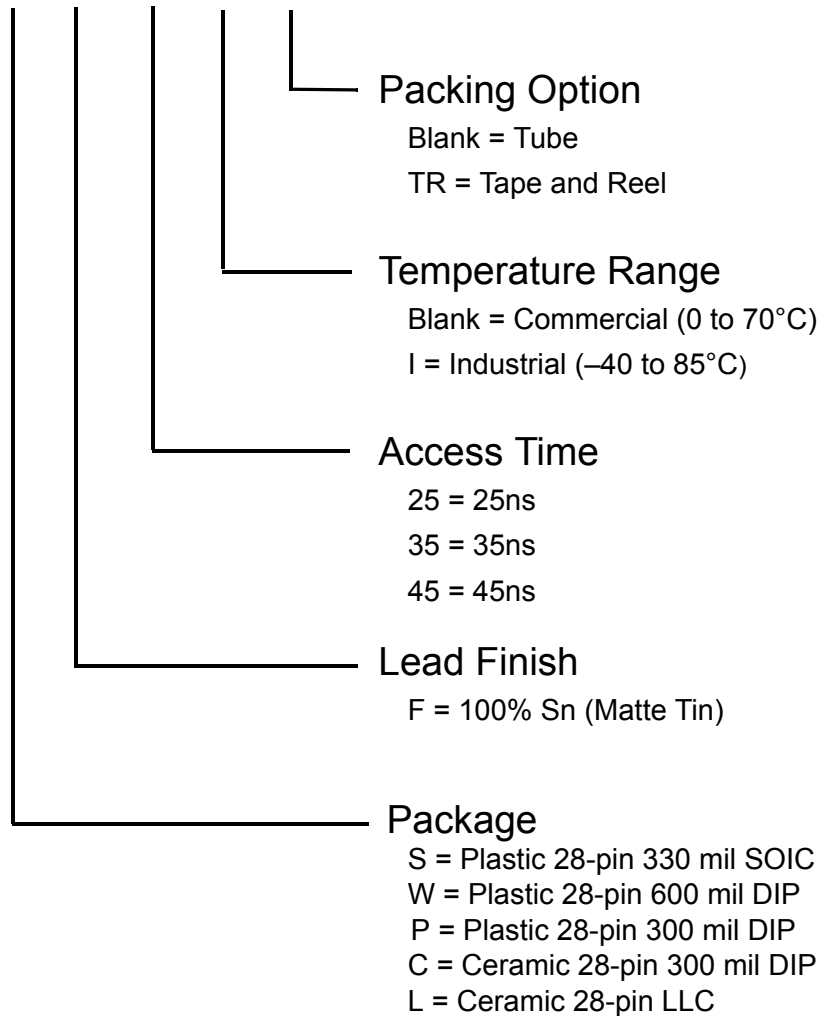 Packing Option
Blank = Tube
TR = Tape and Reel
Temperature Range
Blank = Commercial (0 to 70°C)
I = Industrial (–40 to 85°C)
Access Time
25 = 25ns
35 = 35ns
45 = 45ns
Lead Finish
F = 100% Sn (Matte Tin)
Package
S = Plastic 28-pin 330 mil SOIC
W = Plastic 28-pin 600 mil DIP
P = Plastic 28-pin 300 mil DIP
C = Ceramic 28-pin 300 mil DIP
L = Ceramic 28-pin LLC